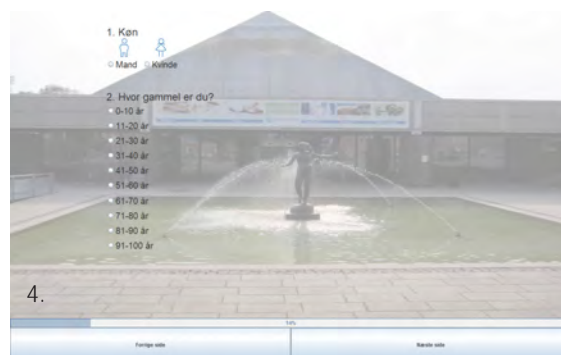 1. Køn
Mand Kvinde
2. Hvor gammel er du?
0-10 år
11-20 år
21-30 år
31-40 år
41-50 år
51-60 år
61-70 år
71-80 år
81-90 år
91-100 år
4.
14%
Forrige side Næste side